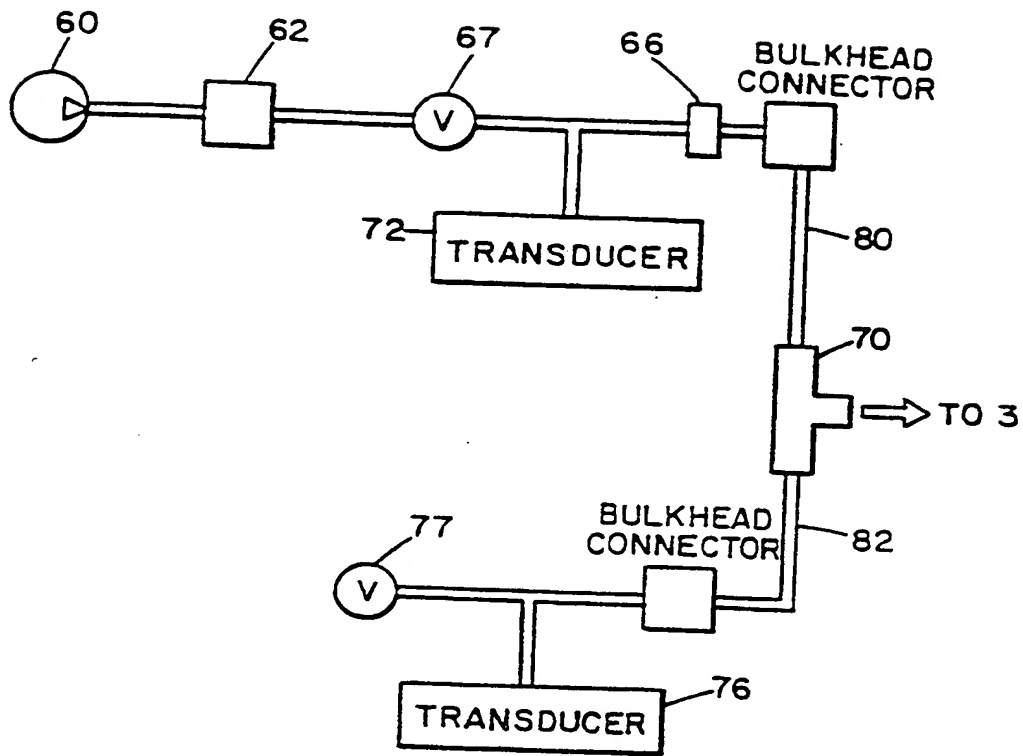 60
62
67
66
BULKHEAD
CONNECTOR
V
72
TRANSDUCER
80
70
TO 3
77
BULKHEAD
CONNECTOR
82
V
76
TRANSDUCER